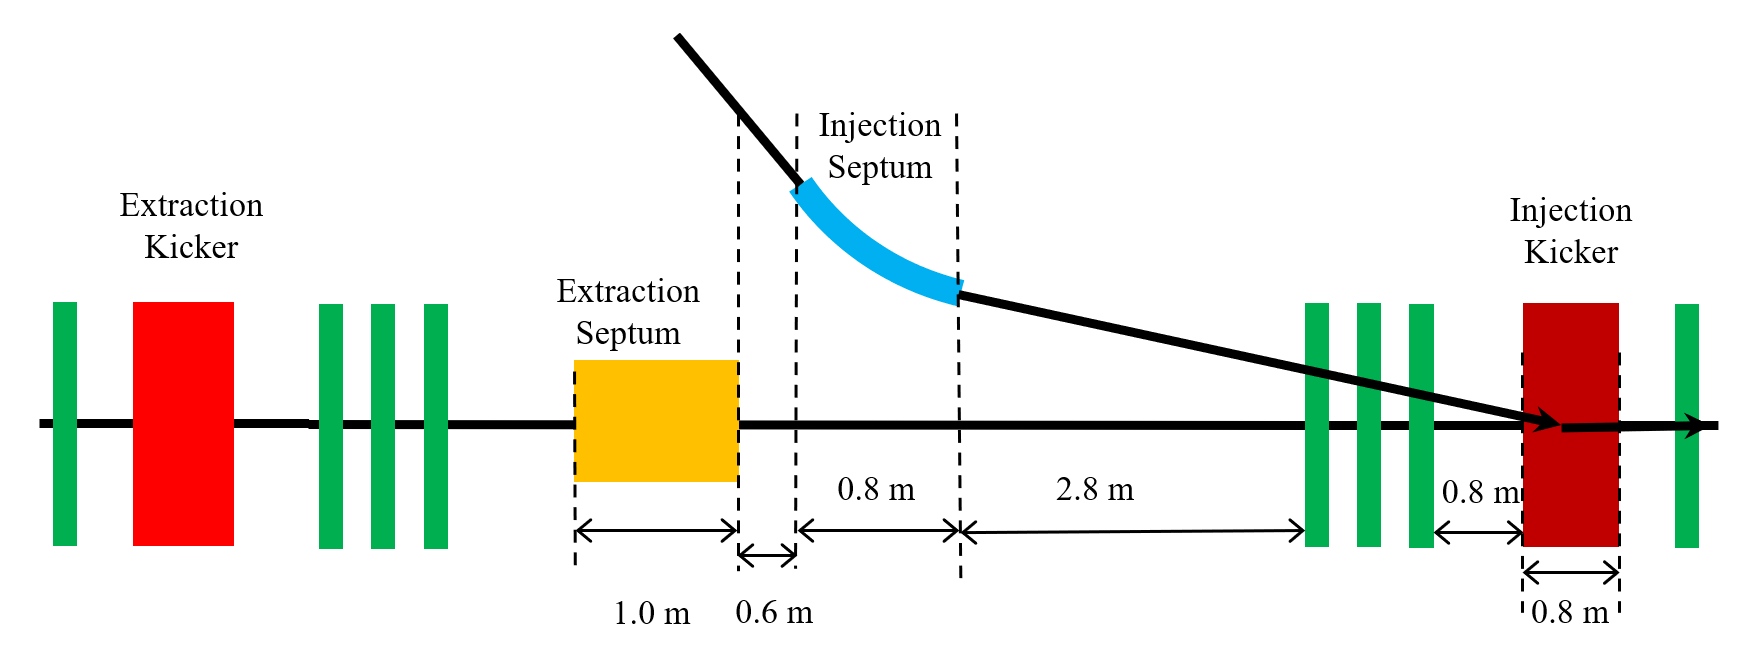 Injection
Septum
Extraction
Kicker
Injection
Kicker
Extraction
Septum
0.8 m
2.8 m
0.8 m
1.0 m
0.6 m
0.8 m